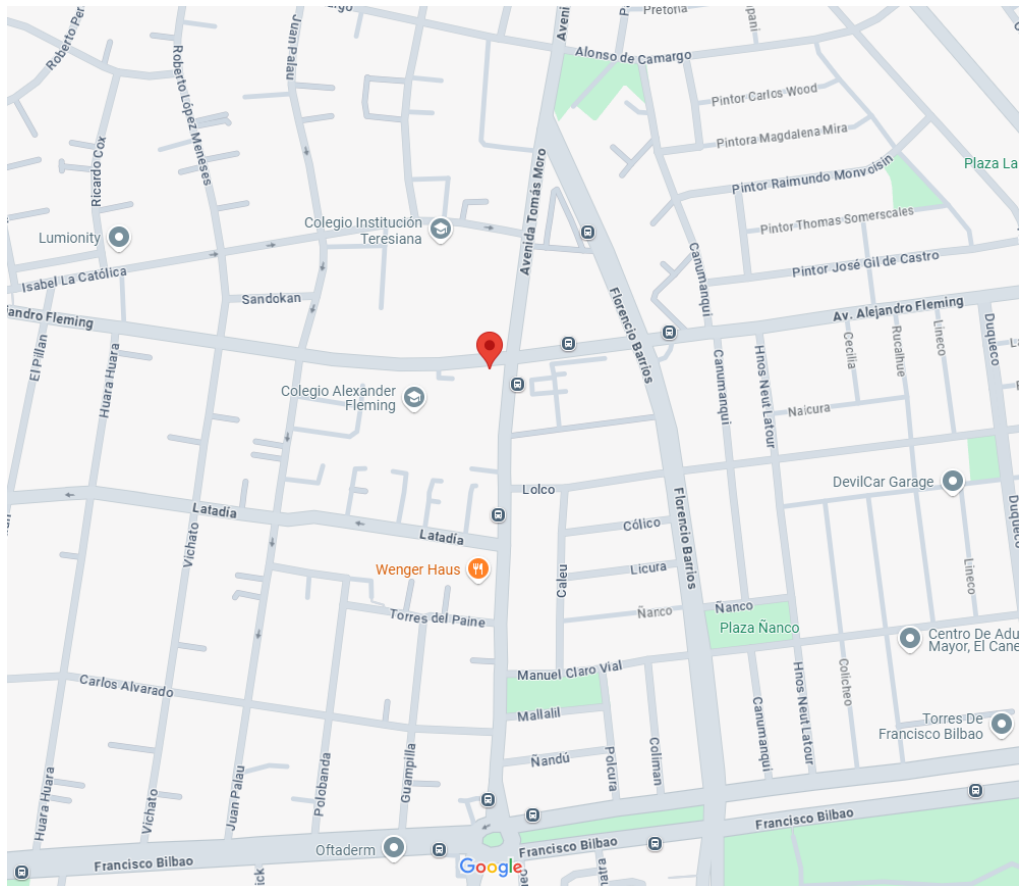 Pretoria
Alonso de Camargo
Roberto López Meneses
Juan Palau
Ricardo Cox
Pintor Carlos Wood
Pintora Magdalena Mira
Plaza La
Pintor Raimundo Monvoisin
Avenida Tomás Moro
Colegio Institución
Teresiana
Lumionity
Pintor Thomas Somerscales
Canumanqui
Isabel La Católica
Pintor José Gil de Castro
Sandokan
Florencio Barrios
Av. Alejandro Fleming
andro Fleming
Duqueco
El Pillan
Huara Huara
Cecilia
Rucalhue
Lineco
Canumanqui
Hnos Neut Latour
Colegio Alexander
Fleming
Nalcura
Lolco
DevilCar Garage
Latadía
Latadía
Florencio Barrios
Duqueco
Vichato
Cólico
Wenger Haus
Caleu
Licura
Lineco
Torres del Paine
Ñanco
Ñanco
Plaza Ñanco
Centro De Adu
Mayor, El Cane
Manuel Claro Vial
Hnos Neut Latour
Colicheo
Carlos Alvarado
Mallalil
Canumanqui
Torres De
Francisco Bilbao
Ñandú
Polcura
Coliman
Huara Huara
Vichato
Juan Palau
Polobanda
Guampilla
Francisco Bilbao
Oftaderm
Francisco Bilbao
Francisco Bilbao
Google